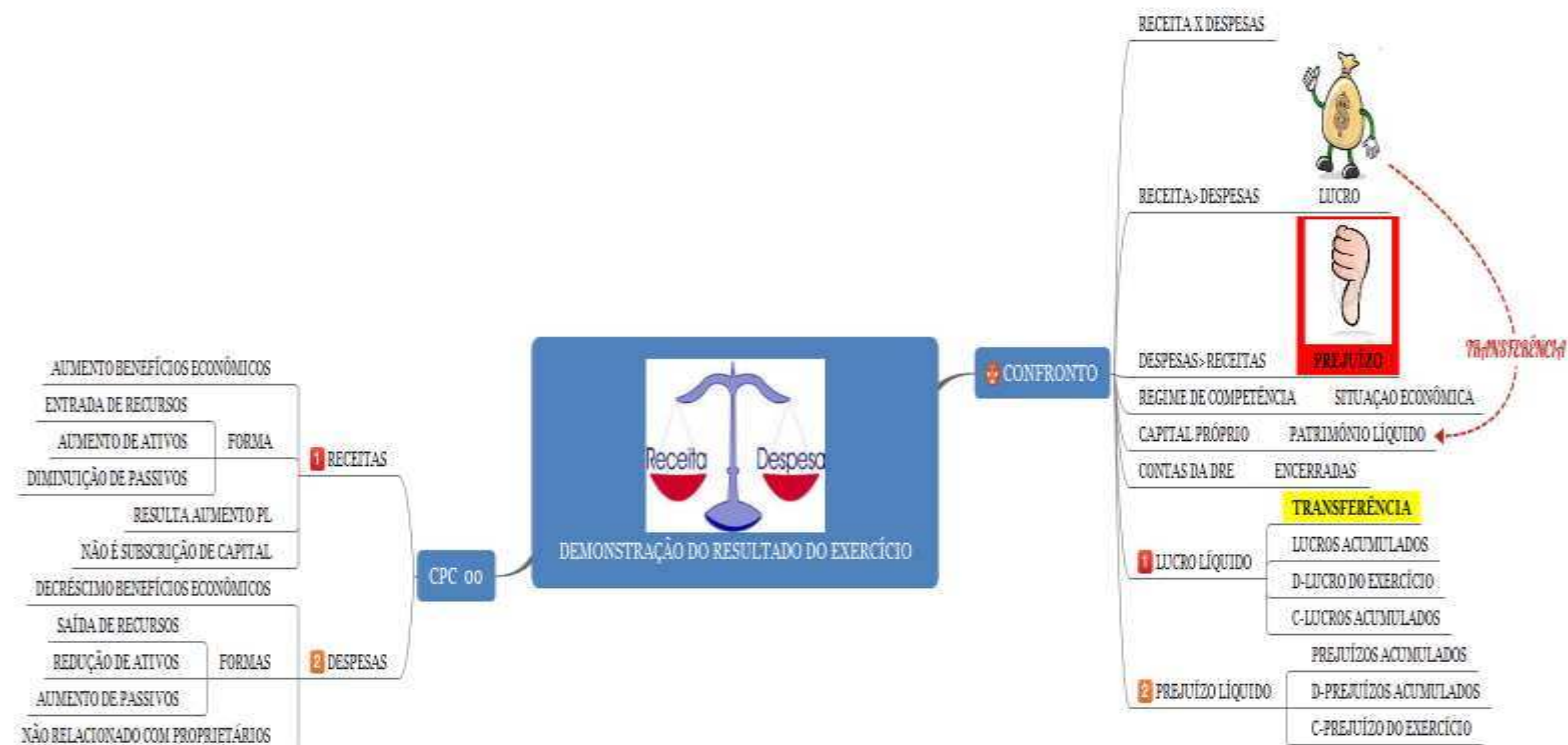 DEMONSTRAÇÃO DO RESULTADO DO EXERCÍCIO
Receita
Despesa
CONFRONTO
RECEITA X DESPESAS
RECEITA>DESPESAS
LUCRO
DESPESAS>RECEITAS
PREJUÍZO
REGIME DE COMPETÊNCIA
SITUAÇAO ECONÔMICA
CAPITAL PRÓPRIO
PATRIMÔNIO LÍQUIDO
TRANSFERÊNCIA
CONTAS DA DRE
ENCERRADAS
1 LUCRO LÍQUIDO
TRANSFERÊNCIA
LUCROS ACUMULADOS
D-LUCRO DO EXERCÍCIO
C-LUCROS ACUMULADOS
2 PREJUÍZO LÍQUIDO
PREJUÍZOS ACUMULADOS
D-PREJUÍZOS ACUMULADOS
C-PREJUÍZO DO EXERCÍCIO
CPC 00
1 RECEITAS
AUMENTO BENEFÍCIOS ECONÔMICOS
FORMA
ENTRADA DE RECURSOS
AUMENTO DE ATIVOS
DIMINUIÇÃO DE PASSIVOS
RESULTA AUMENTO PL
NÃO É SUBSCRIÇÃO DE CAPITAL
2 DESPESAS
DECRÉSCIMO BENEFÍCIOS ECONÔMICOS
FORMAS
SAÍDA DE RECURSOS
REDUÇÃO DE ATIVOS
AUMENTO DE PASSIVOS
NÃO RELACIONADO COM PROPRIETÁRIOS